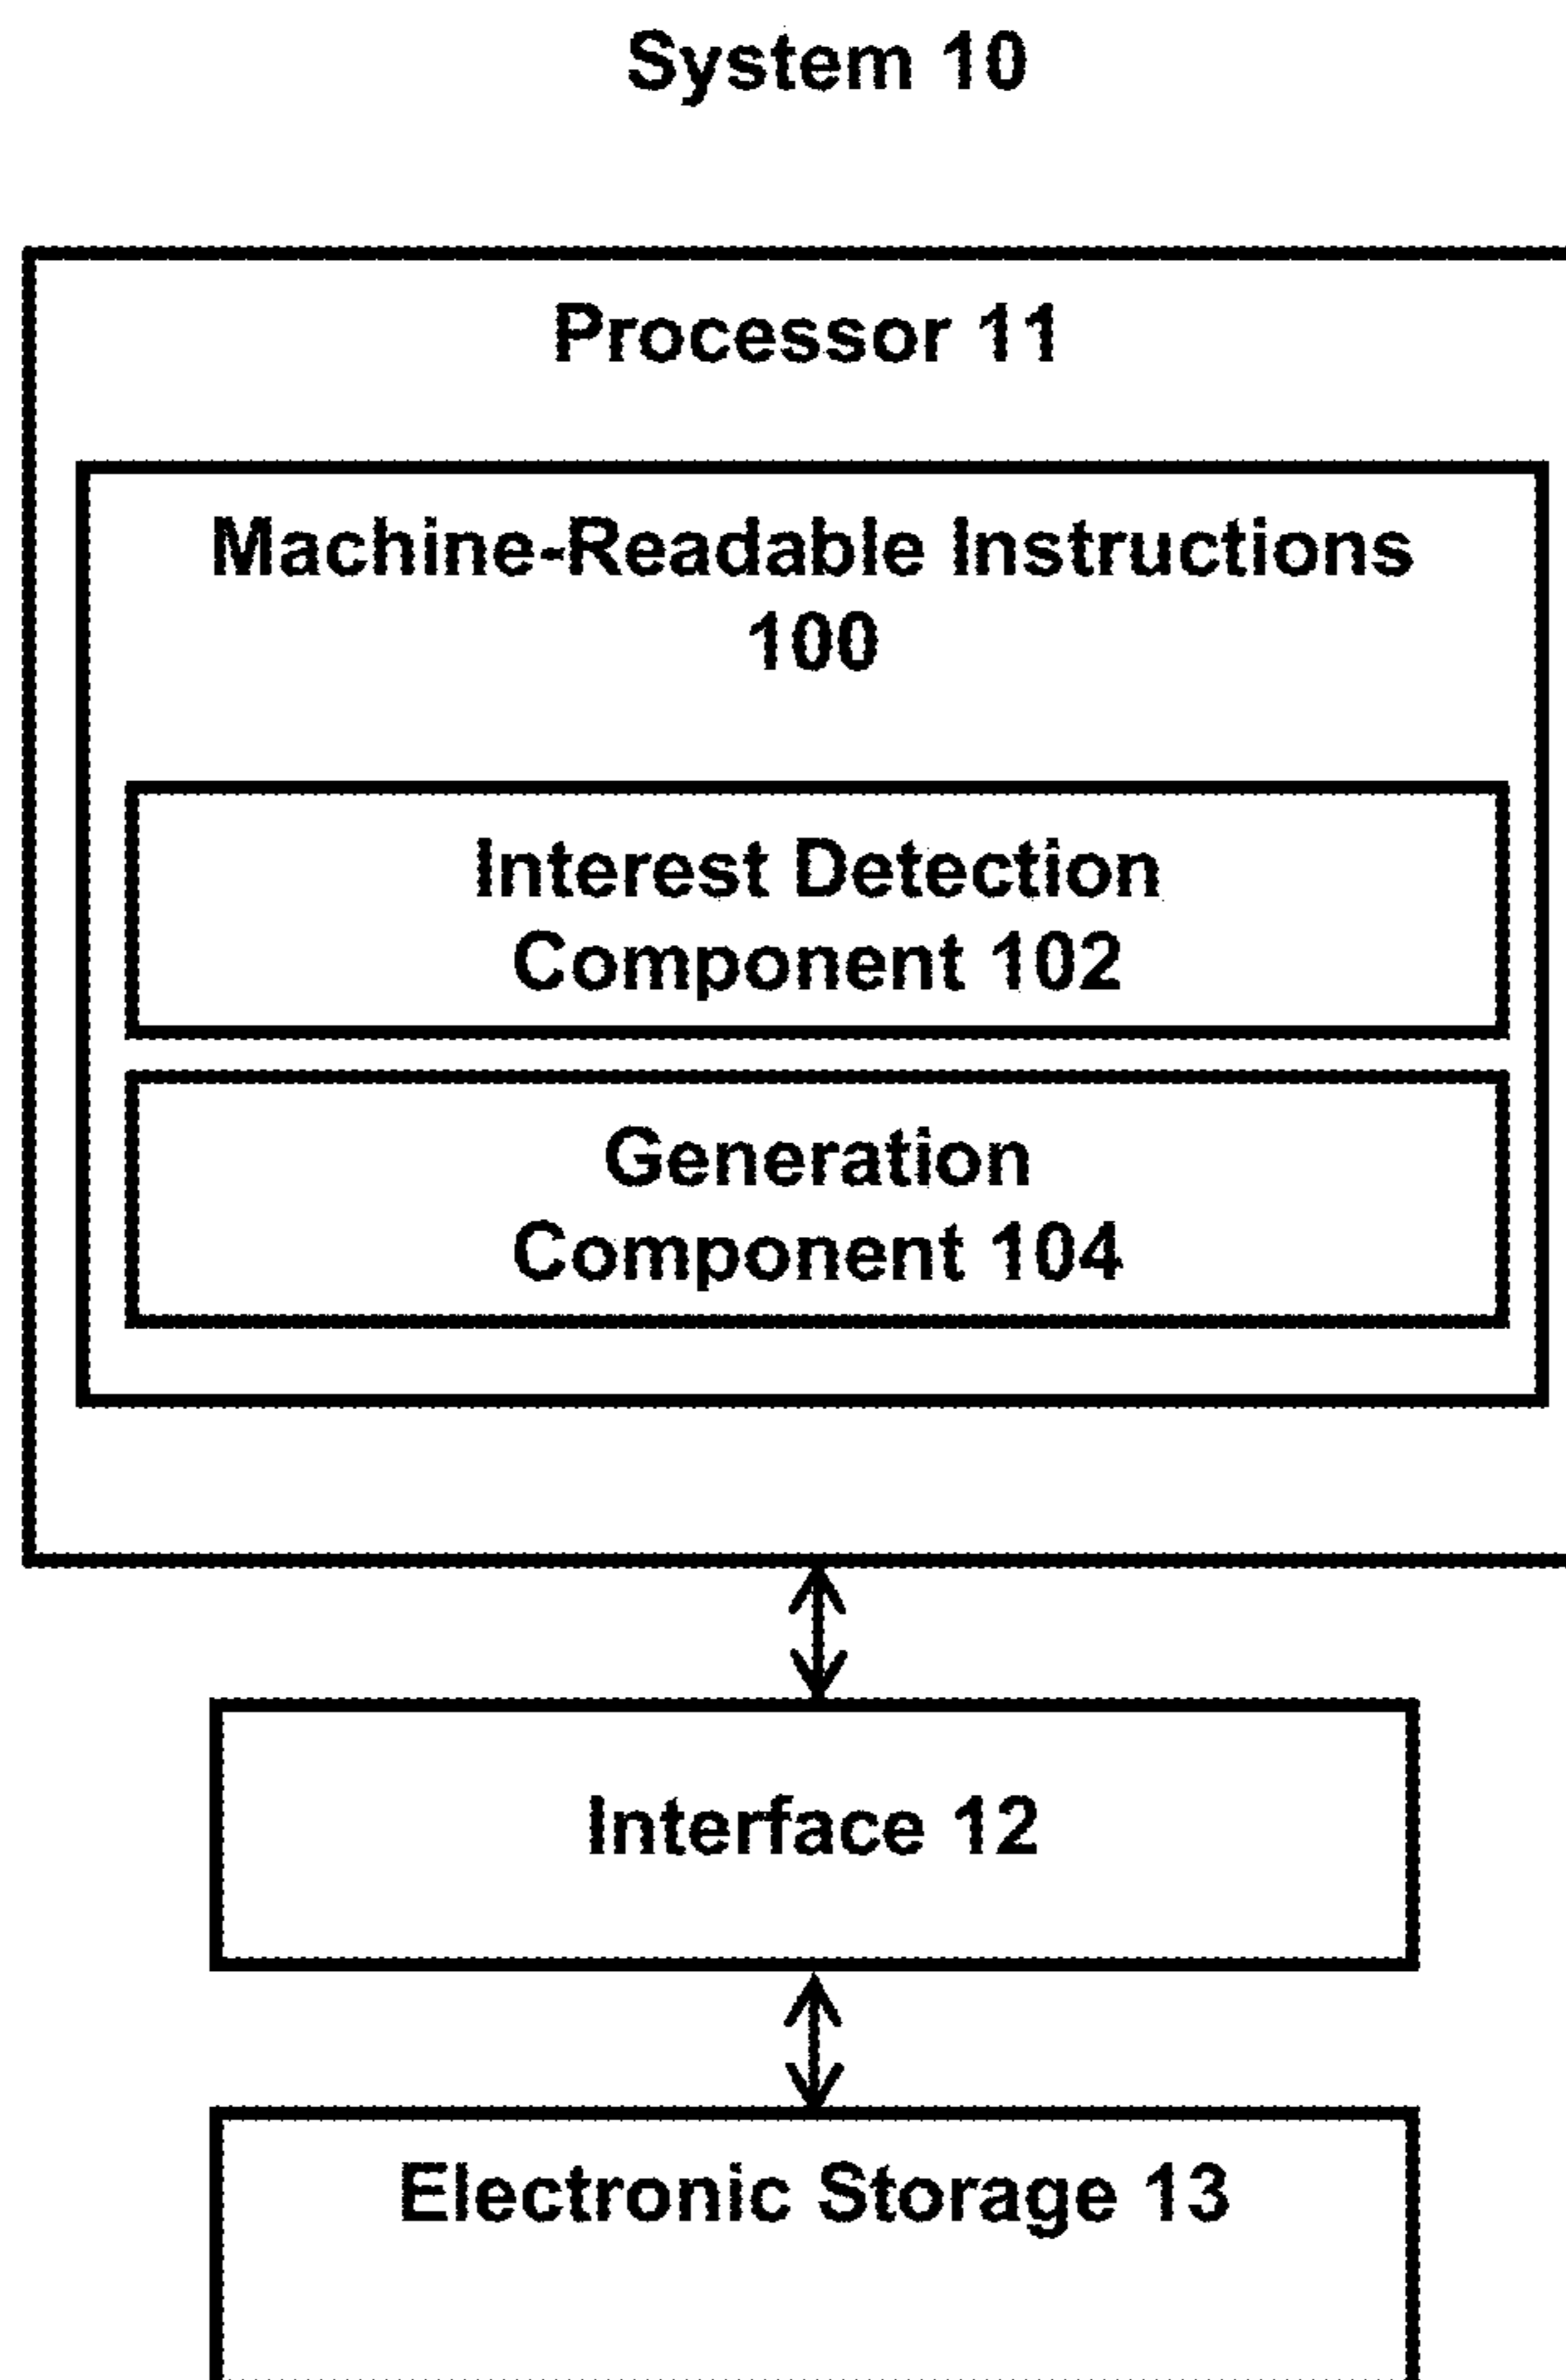 System 10
Processor 11
Machine-Readable Instructions
100
Interest Detection
Component 102
Generation
Component 104
Interface 12
Electronic Storage 13